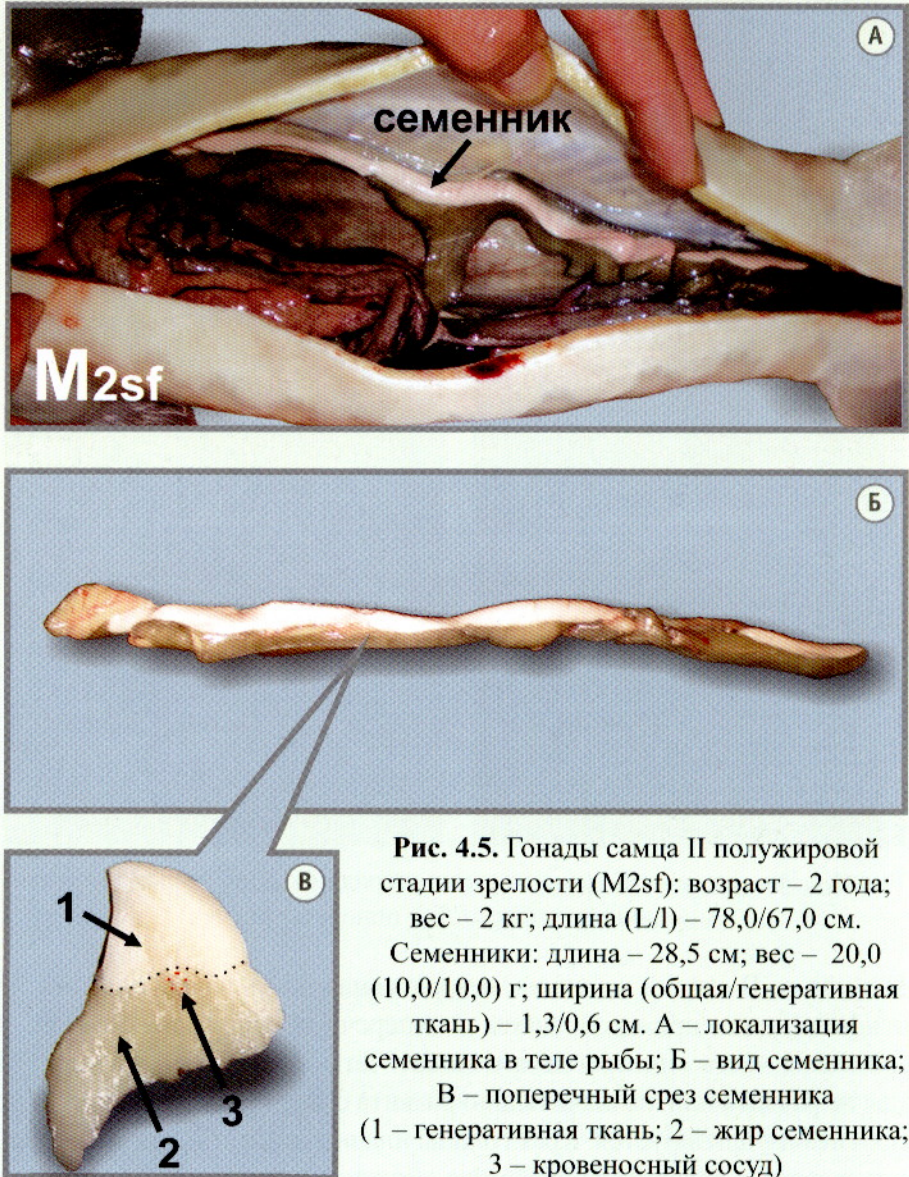 А
семенник
M2sf
Б
В
1
2
3
Рис. 4.5. Гонады самца II полужировой
стадии зрелости (M2sf): возраст – 2 года;
вес – 2 кг; длина (L/l) – 78,0/67,0 см.
Семенники: длина – 28,5 см; вес – 20,0
(10,0/10,0) г; ширина (общая/генеративная
ткань) – 1,3/0,6 см. А – локализация
семенника в теле рыбы; Б – вид семенника;
В – поперечный срез семенника
(1 – генеративная ткань; 2 – жир семенника;
3 – кровеносный сосуд)